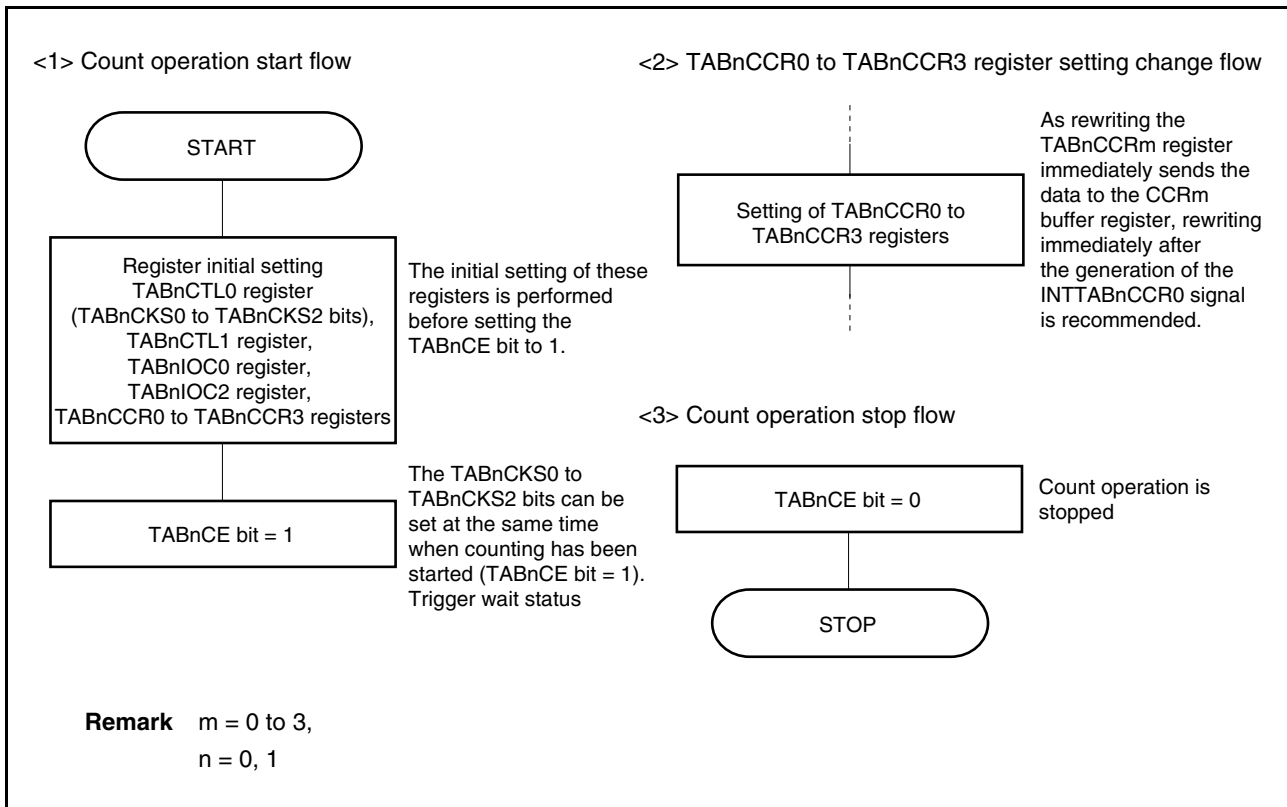 <1> Count operation start flow
START
Register initial setting
TABnCTL0 register
(TABnCKS0 to TABnCKS2 bits),
TABnCTL1 register,
TABnIOC0 register,
TABnIOC2 register,
TABnCCR0 to TABnCCR3 registers
The initial setting of these
registers is performed
before setting the
TABnCE bit to 1.
TABnCE bit = 1
The TABnCKS0 to
TABnCKS2 bits can be
set at the same time
when counting has been
started (TABnCE bit = 1).
Trigger wait status
<2> TABnCCR0 to TABnCCR3 register setting change flow
Setting of TABnCCR0 to
TABnCCR3 registers
As rewriting the
TABnCCRm register
immediately sends the
data to the CCRm
buffer register, rewriting
immediately after
the generation of the
INTTABnCCR0 signal
is recommended.
<3> Count operation stop flow
TABnCE bit = 0
Count operation is
stopped
STOP
Remark m = 0 to 3,
n = 0, 1